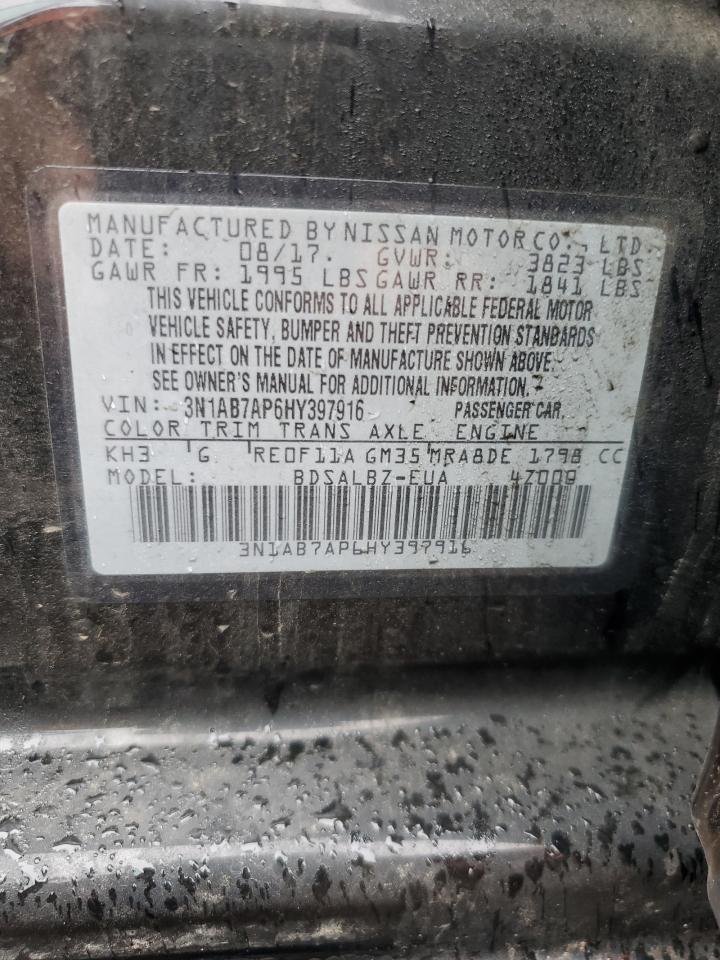 MANUFACTURED BY NISSAN MOTOR CO., LTD.
DATE: 08/17. GVWR: 3823 LBS
GAWR FR: 1995 LBS GAWR RR: 1841 LBS
THIS VEHICLE CONFORMS TO ALL APPLICABLE FEDERAL MOTOR
VEHICLE SAFETY, BUMPER AND THEFT PREVENTION STANDARDS
IN EFFECT ON THE DATE OF MANUFACTURE SHOWN ABOVE.
SEE OWNER'S MANUAL FOR ADDITIONAL INFORMATION.
VIN: 3N1AB7AP6HY397916 PASSENGER CAR
COLOR TRIM TRANS AXLE ENGINE
KH3 G RE0F11A GM35 MRA8DE 1798 CC
MODEL: BDSALBZ-EUA 47008
3N1AB7AP6HY397916